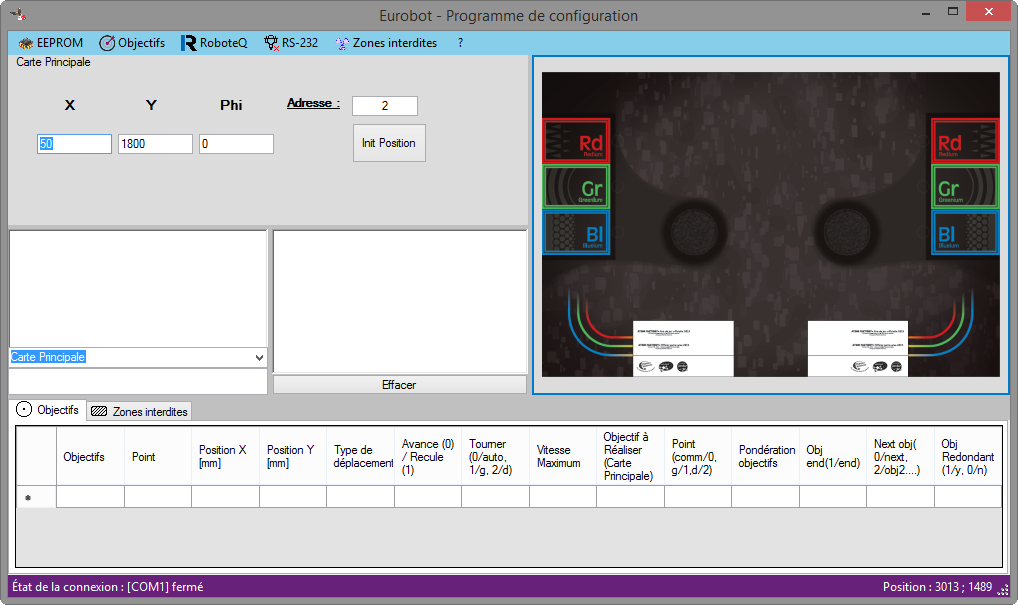 Eurobot - Programme de configuration
EEPROM Objectifs RoboteQ RS-232 Zones interdites ?
Carte Principale
X Y Phi Adresse : 2
50 1800 0 Init Position
Rd Rd
Redium Redium
Gr Gr
Greenium Greenium
Bl Bl
Blueium Blueium
Carte Principale
Effacer
Objectifs Zones interdites
Objectifs
Point
Position X
[mm]
Position Y
[mm]
Type de
déplacement
Avance (0)
/ Recule
(1)
Tourner
(0/auto,
1/g, 2/d)
Vitesse
Maximum
Objectif à
Réaliser
(Carte
Principale)
Point
(comm/0,
g/1,d/2)
Pondération
objectifs
Obj
end(1/end)
Next obj(
0/next,
2/obj2....)
Obj
Redondant
(1/y, 0/n)
État de la connexion : [COM1] fermé
Position : 3013 ; 1489